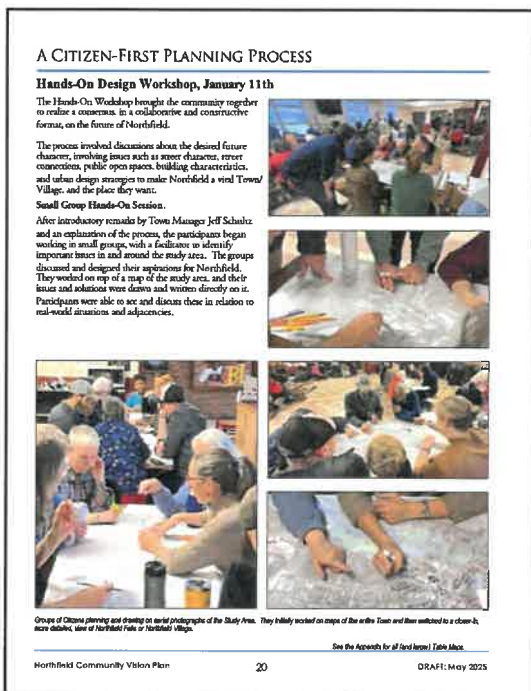 A CITIZEN-FIRST PLANNING PROCESS
Hands-On Design Workshop, January 11th
The Hands-On Workshop brought the community together
to realize a consensus, in a collaborative and constructive
format, on the future of Northfield.
The process involved discussions about the desired future
character, involving issues such as street character, street
connections, public open spaces, building characteristics,
and urban design strategies to make Northfield a viral Town/
Village, and the place they want.
Small Group Hands-On Session.
After introductory remarks by Town Manager Jeff Schultz
and an explanation of the process, the participants began
working in small groups, with a facilitator to identify
important issues in and around the study area. The groups
discussed and designed their aspirations for Northfield.
They worked on top of a map of the study area, and their
issues and solutions were drawn and written directly on it.
Participants were able to see and discuss these in relation to
real-world situations and adjacencies.
Groups of Citizens planning and drawing on aerial photographs of the Study Area. They initially worked on maps of the entire Town and then switched to a closer-in,
more detailed, view of Northfield Falls or Northfield Village.
See the Appendix for all (and larger) Table Maps.
Northfield Community Vision Plan
20
DRAFT: May 2025